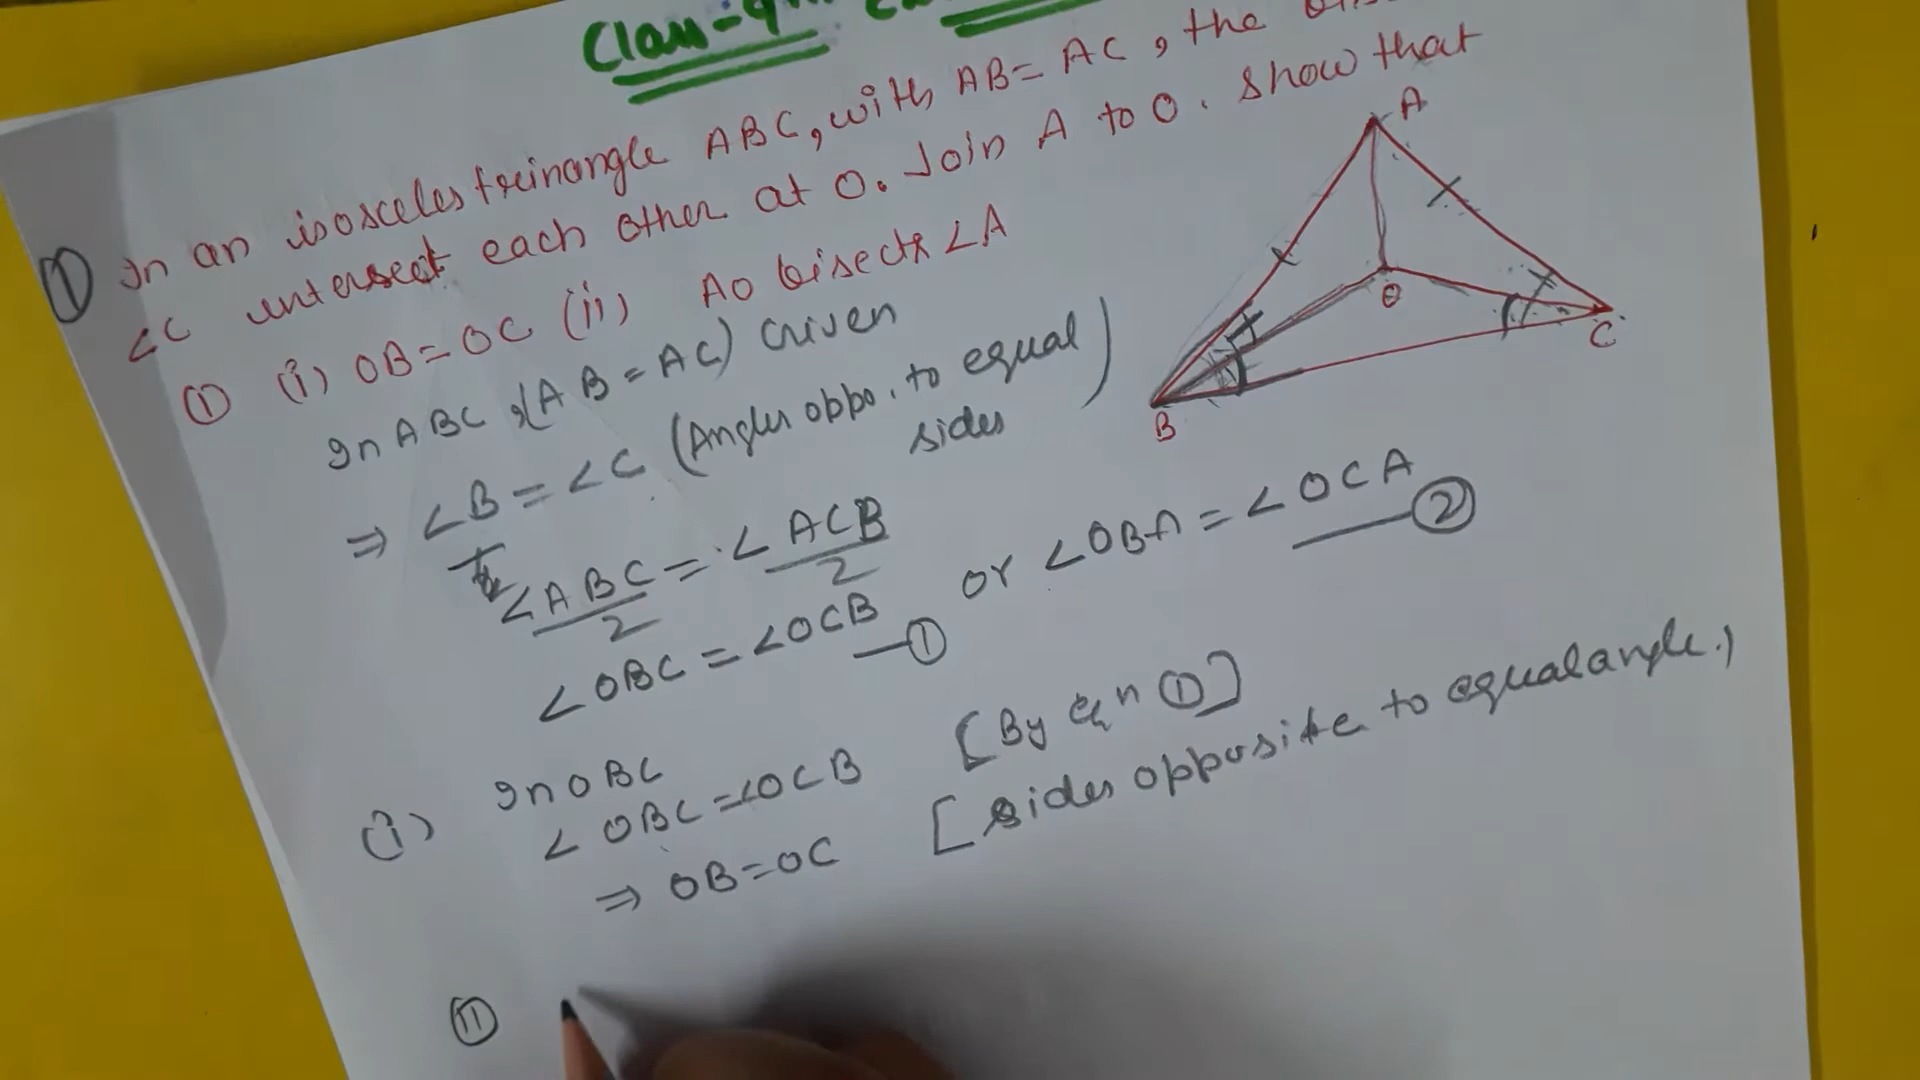 Class-9th
① In an isosceles treinangle ABC, with AB = AC, the
∠C intersect each other at O. Join A to O. Show that
① (i) OB = OC (ii) AO bisects ∠A
In ABC, (AB = AC) Given
⇒ ∠B = ∠C (Angles oppo. to equal sides)
∠ABC/2 = ∠ACB/2
∠OBC = ∠OCB —① or ∠OBA = ∠OCA —②
(i) In OBC
∠OBC = ∠OCB [By eqn ①]
⇒ OB = OC [sides opposite to equal angle.)
(II)
A
O
B
C